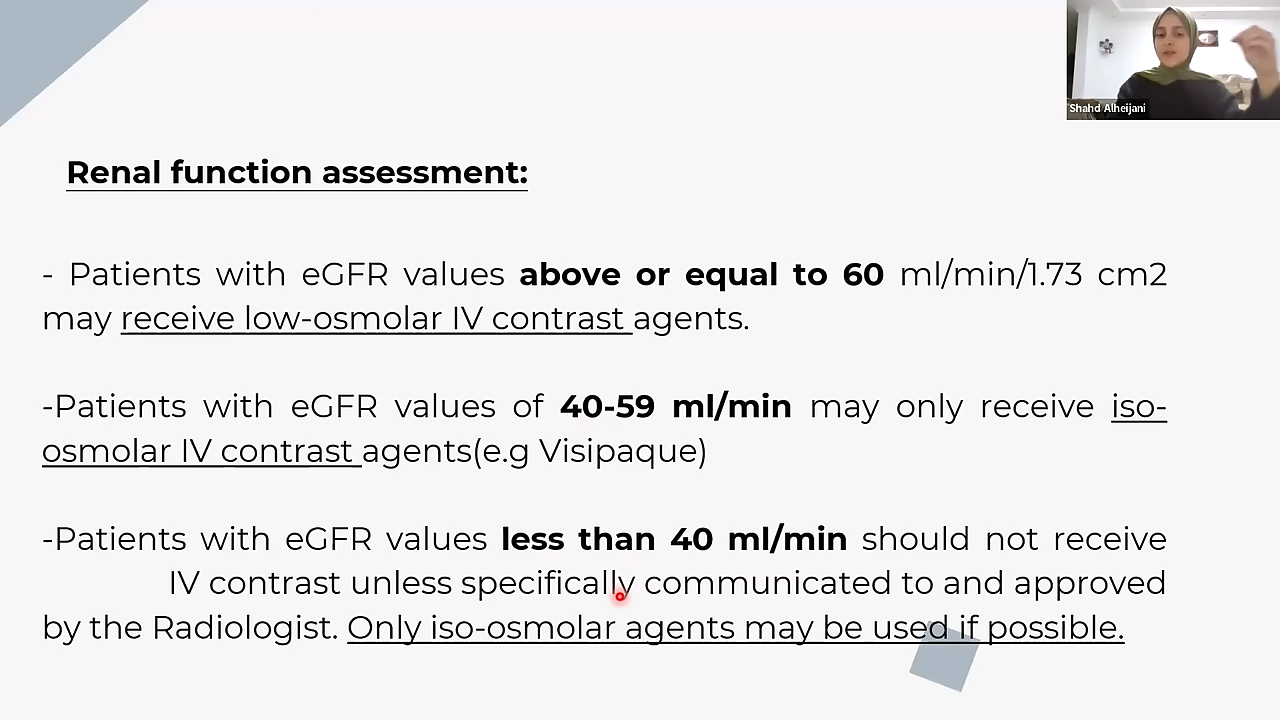 Shahd Alheijani
Renal function assessment:
- Patients with eGFR values above or equal to 60 ml/min/1.73 cm2
may receive low-osmolar IV contrast agents.
-Patients with eGFR values of 40-59 ml/min may only receive iso-
osmolar IV contrast agents(e.g Visipaque)
-Patients with eGFR values less than 40 ml/min should not receive
IV contrast unless specifically communicated to and approved
by the Radiologist. Only iso-osmolar agents may be used if possible.